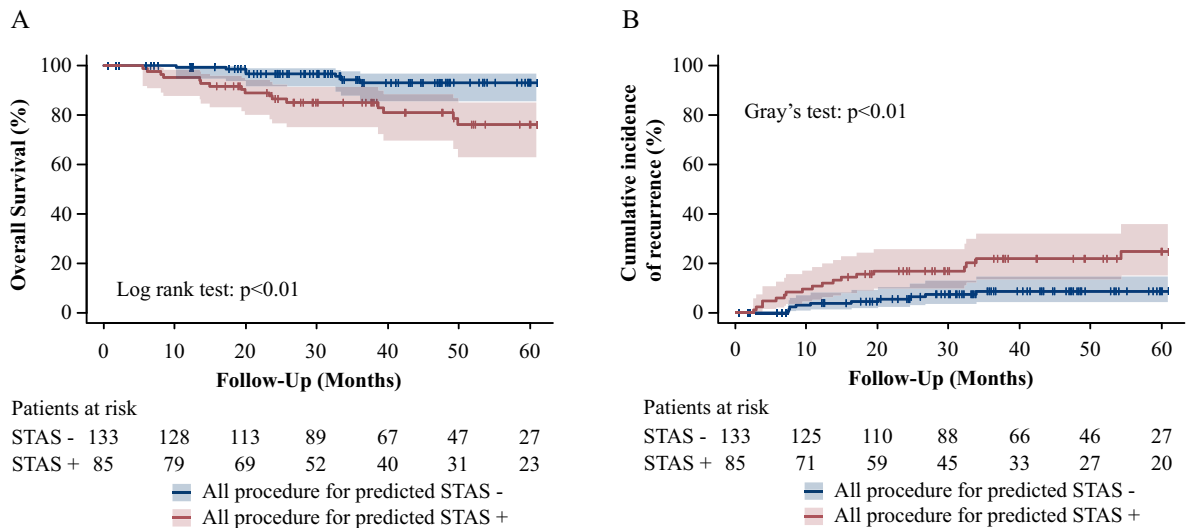 A
Overall Survival (%)
100
80
60
40
20
0
Log rank test: p<0.01
0 10 20 30 40 50 60
Follow-Up (Months)
Patients at risk
STAS - 133 128 113 89 67 47 27
STAS + 85 79 69 52 40 31 23
All procedure for predicted STAS -
All procedure for predicted STAS +
B
Cumulative incidence
of recurrence (%)
100
80
60
40
20
0
Gray’s test: p<0.01
0 10 20 30 40 50 60
Follow-Up (Months)
Patients at risk
STAS - 133 125 110 88 66 46 27
STAS + 85 71 59 45 33 27 20
All procedure for predicted STAS -
All procedure for predicted STAS +